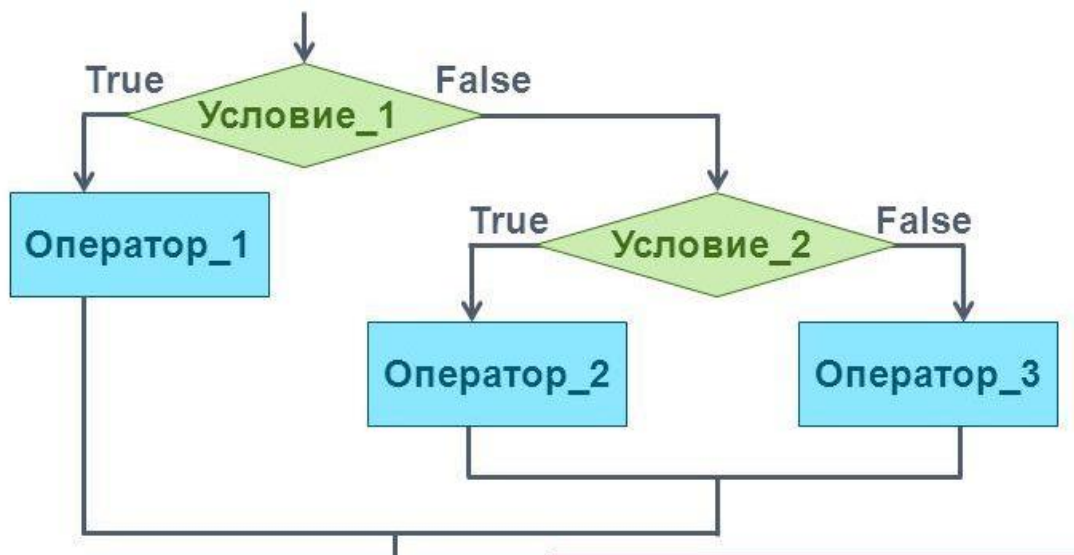 True
False
Условие_1
Оператор_1
True
False
Условие_2
Оператор_2
Оператор_3